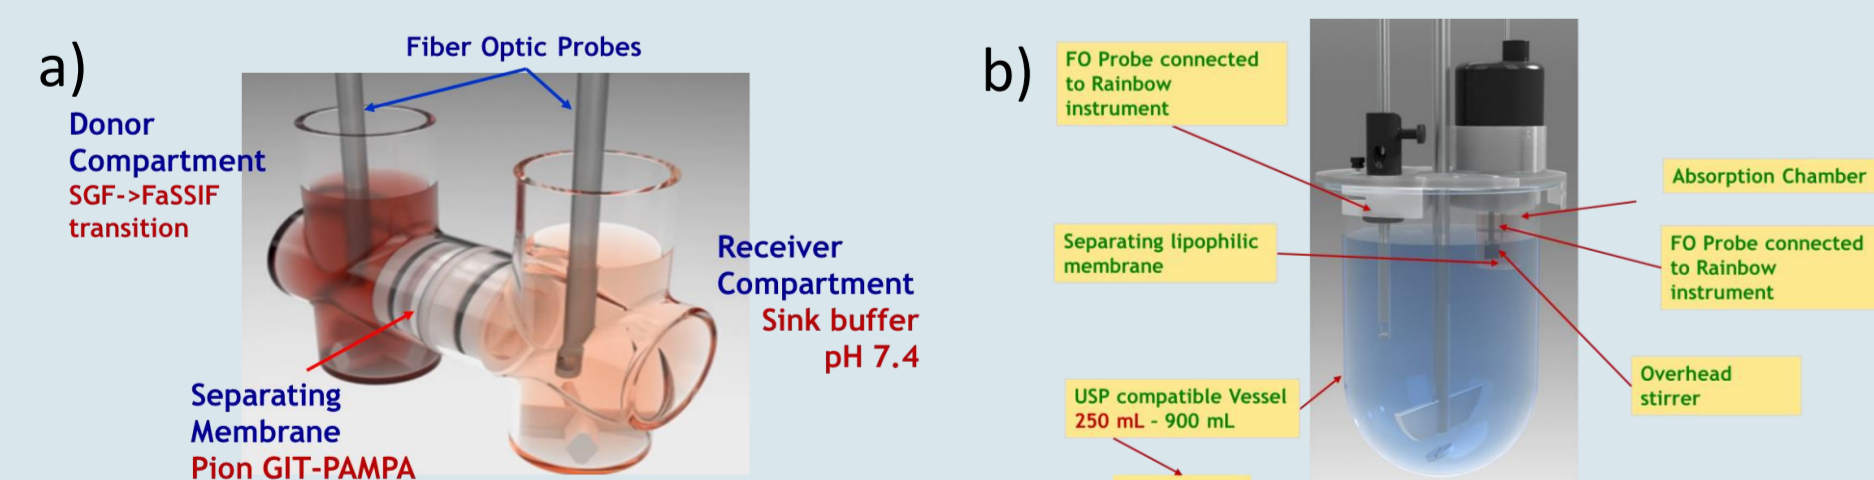 a)
Fiber Optic Probes
Donor
Compartment
SGF->FaSSIF
transition
Receiver
Compartment
Sink buffer
pH 7.4
Separating
Membrane
Pion GIT-PAMPA
b)
FO Probe connected
to Rainbow
instrument
Separating lipophilic
membrane
USP compatible Vessel
250 mL - 900 mL
Absorption Chamber
FO Probe connected
to Rainbow
instrument
Overhead
stirrer